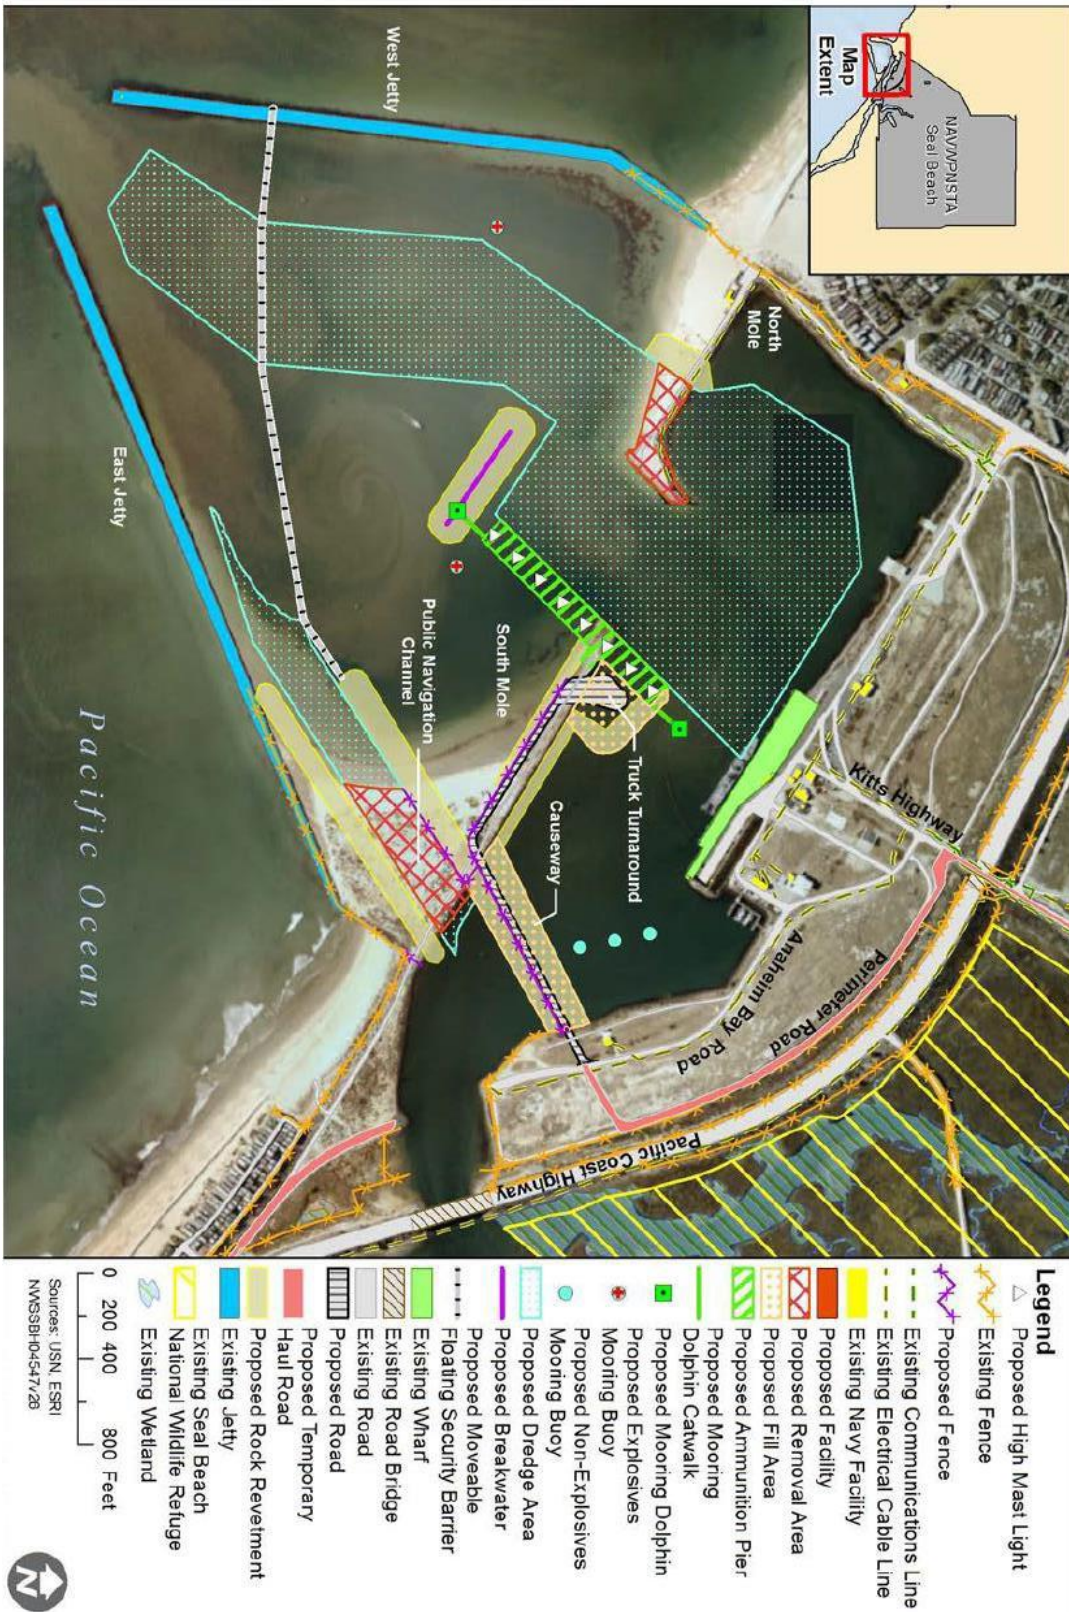 NAVWPNSTA
Seal Beach
Map
Extent
West Jetty
North
Mole
East Jetty
Public Navigation
Channel
South Mole
Truck Turnaround
Causeway
Kitts Highway
Anaheim Bay Road
Perimeter Road
Pacific Coast Highway
Pacific Ocean
Legend
Proposed High Mast Light
Existing Fence
Proposed Fence
Existing Communications Line
Existing Electrical Cable Line
Existing Navy Facility
Proposed Facility
Proposed Removal Area
Proposed Fill Area
Proposed Ammunition Pier
Proposed Mooring
Dolphin Catwalk
Proposed Mooring Dolphin
Proposed Explosives
Mooring Buoy
Proposed Non-Explosives
Mooring Buoy
Proposed Dredge Area
Proposed Breakwater
Proposed Moveable
Floating Security Barrier
Existing Wharf
Existing Road Bridge
Existing Road
Proposed Road
Proposed Temporary
Haul Road
Proposed Rock Revetment
Existing Jetty
Existing Seal Beach
National Wildlife Refuge
Existing Wetland
0 200 400 800 Feet
Sources: USN, ESRI
NWSSBH04547v26
N